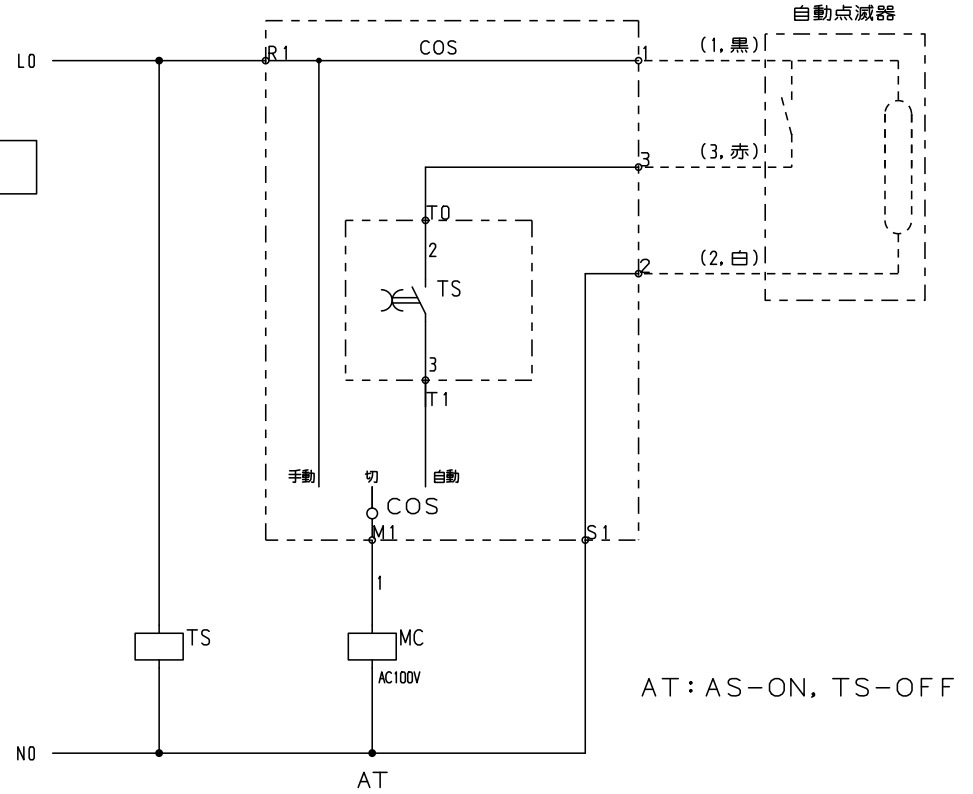 自動点滅器
L0
R1
COS
1
(1,黒)
3
(3,赤)
T0
2
2
(2,白)
TS
3
T1
手動
切
自動
COS
M1
S1
1
TS
MC
AC100V
AT:AS-ON, TS-OFF
N0
AT